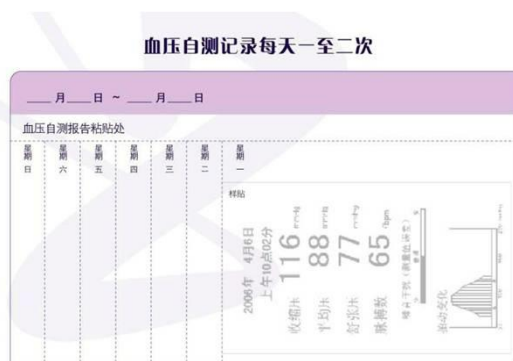 血压自测记录每天一至二次
____月____日 ~ ____月____日
血压自测报告粘贴处
星期日
星期六
星期五
星期四
星期三
星期二
星期一
样贴
2006年 4月6日
上午10点02分
收缩压 116 mmHg
平均压 88 mmHg
舒张压 77 mmHg
脉搏数 65 /bpm